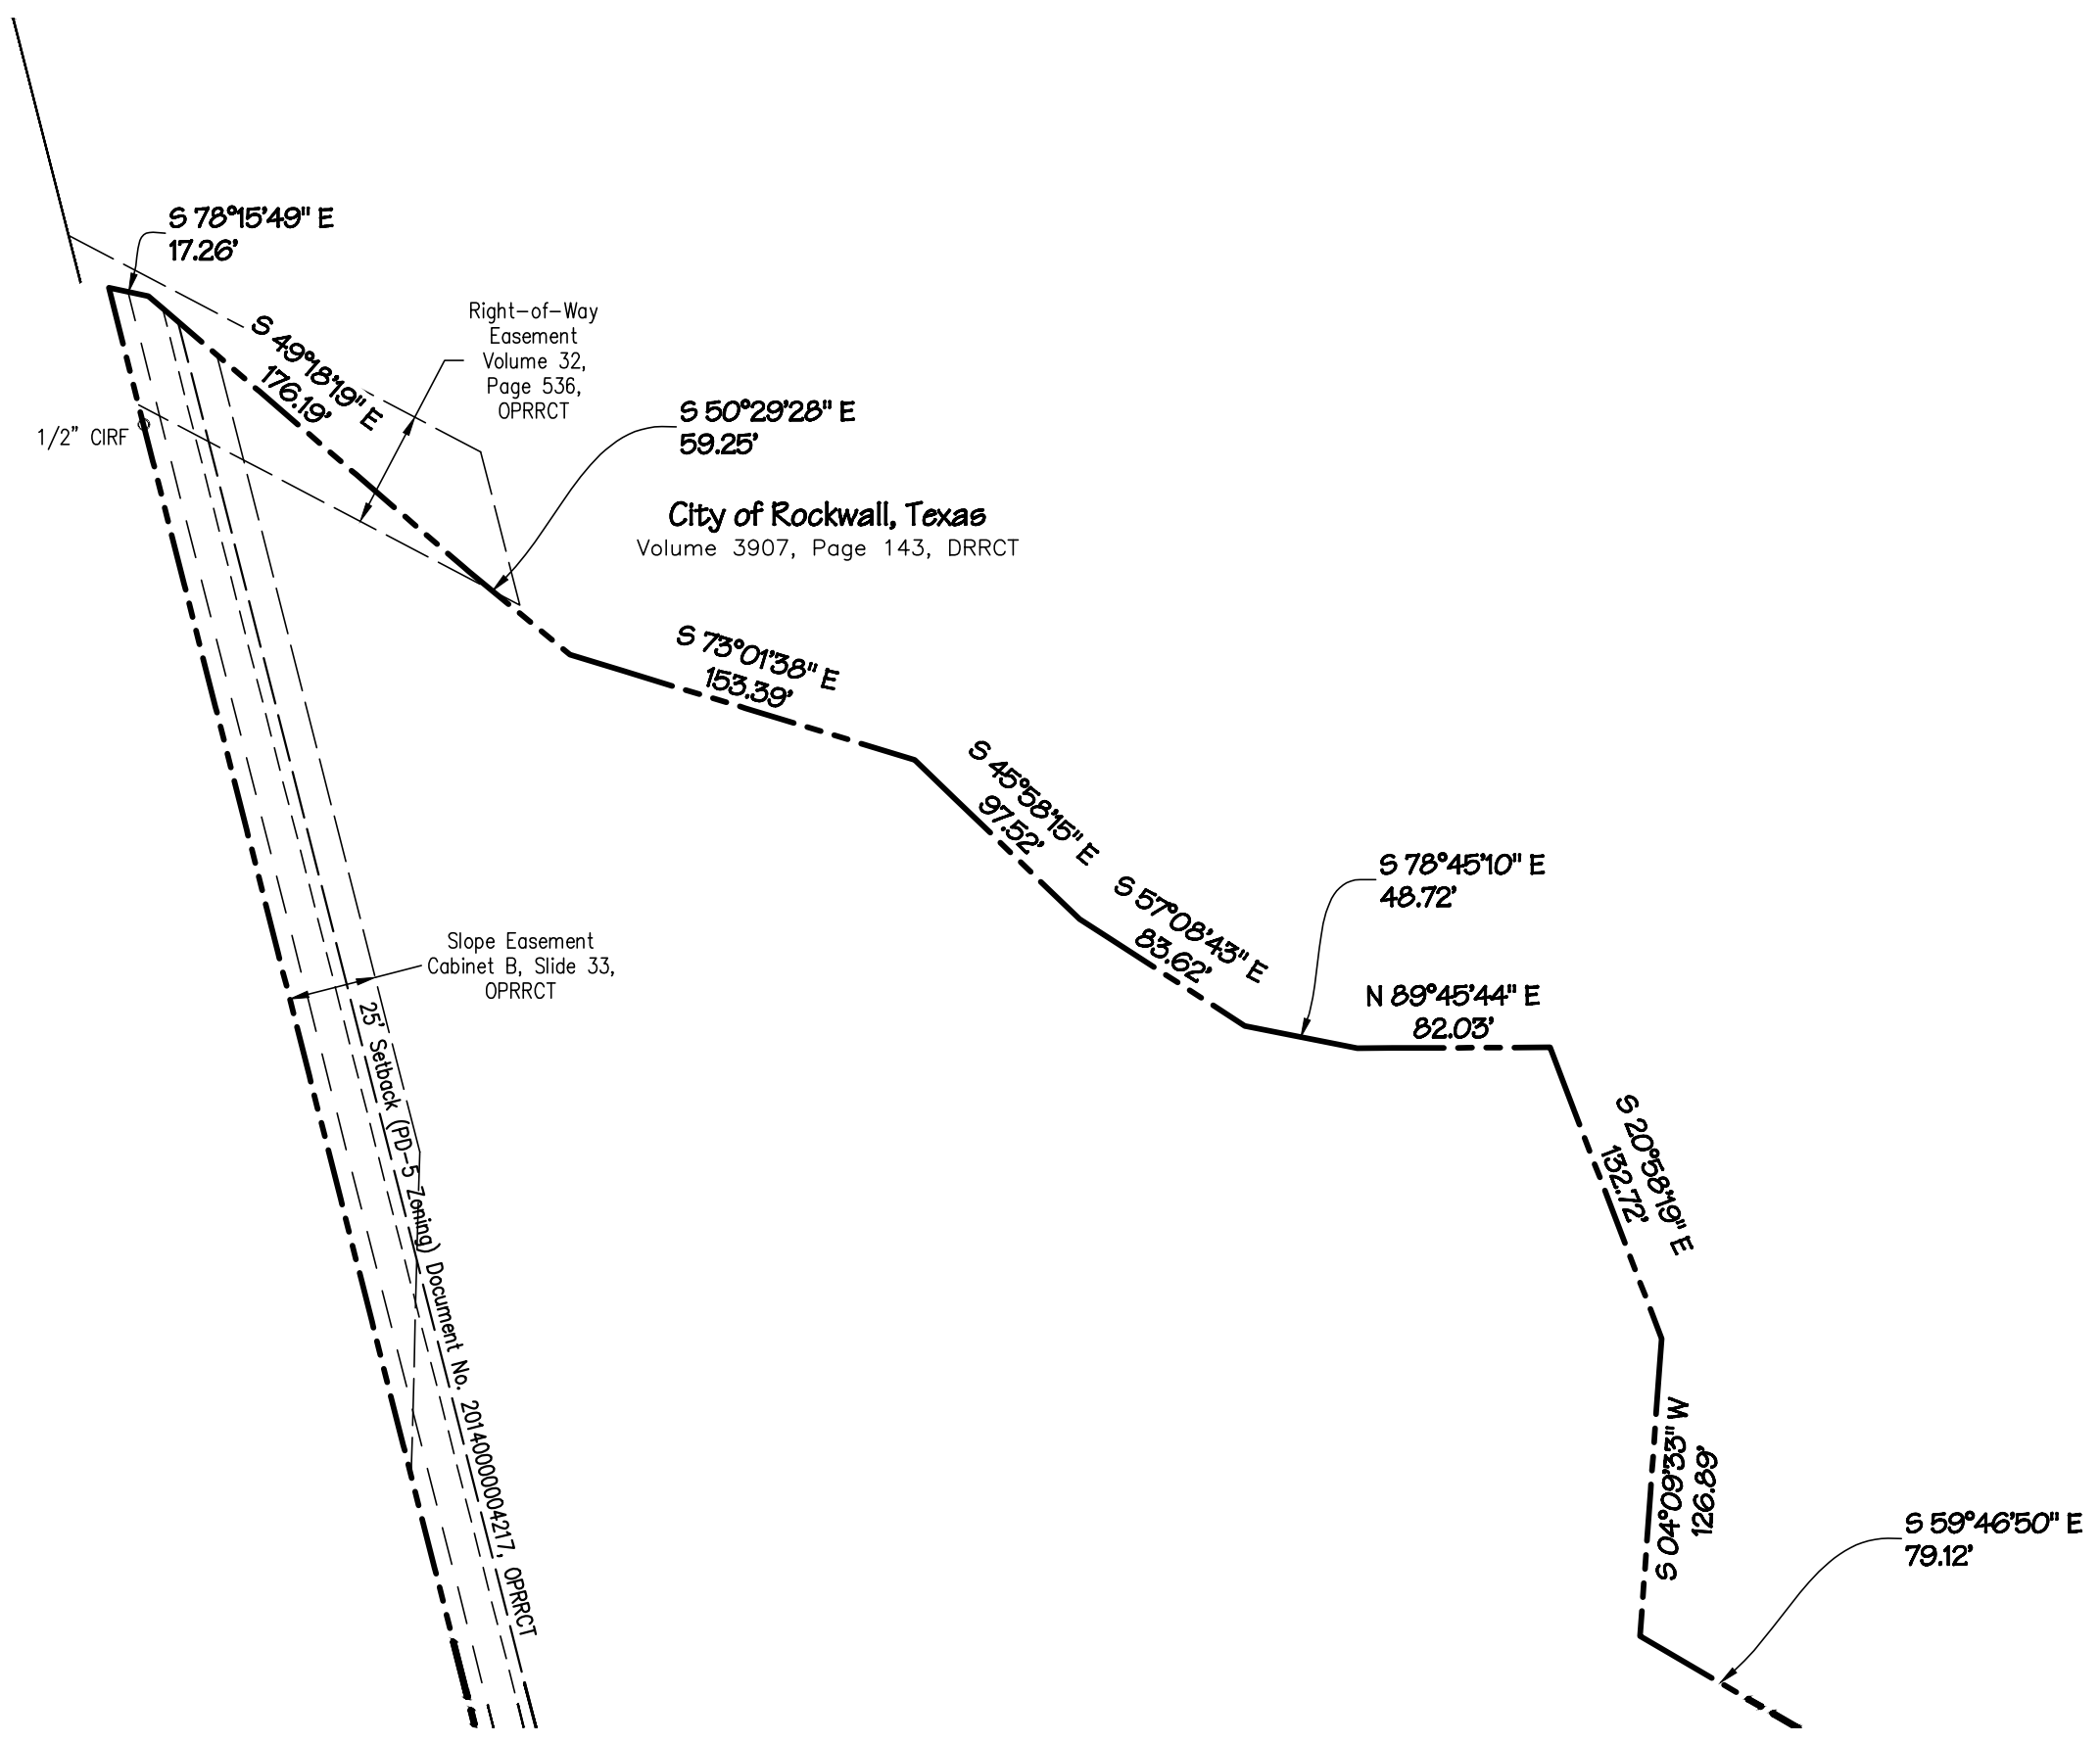 S 78°15'49" E
17.26'
S 49°18'19" E
176.19'
Right-of-Way
Easement
Volume 32,
Page 536,
OPRRCT
1/2" CIRF
S 50°29'28" E
59.25'
City of Rockwall, Texas
Volume 3907, Page 143, DRRCT
S 73°01'38" E
153.39'
S 45°58'15" E
97.52'
S 57°08'43" E
83.62'
S 78°45'10" E
48.72'
Slope Easement
Cabinet B, Slide 33,
OPRRCT
N 89°45'44" E
82.03'
25' Setback (PD-5 Zoning) Document No. 20140000004217, OPRRCT
S 20°58'19" E
132.72'
S 04°09'33" W
126.89'
S 59°46'50" E
79.12'